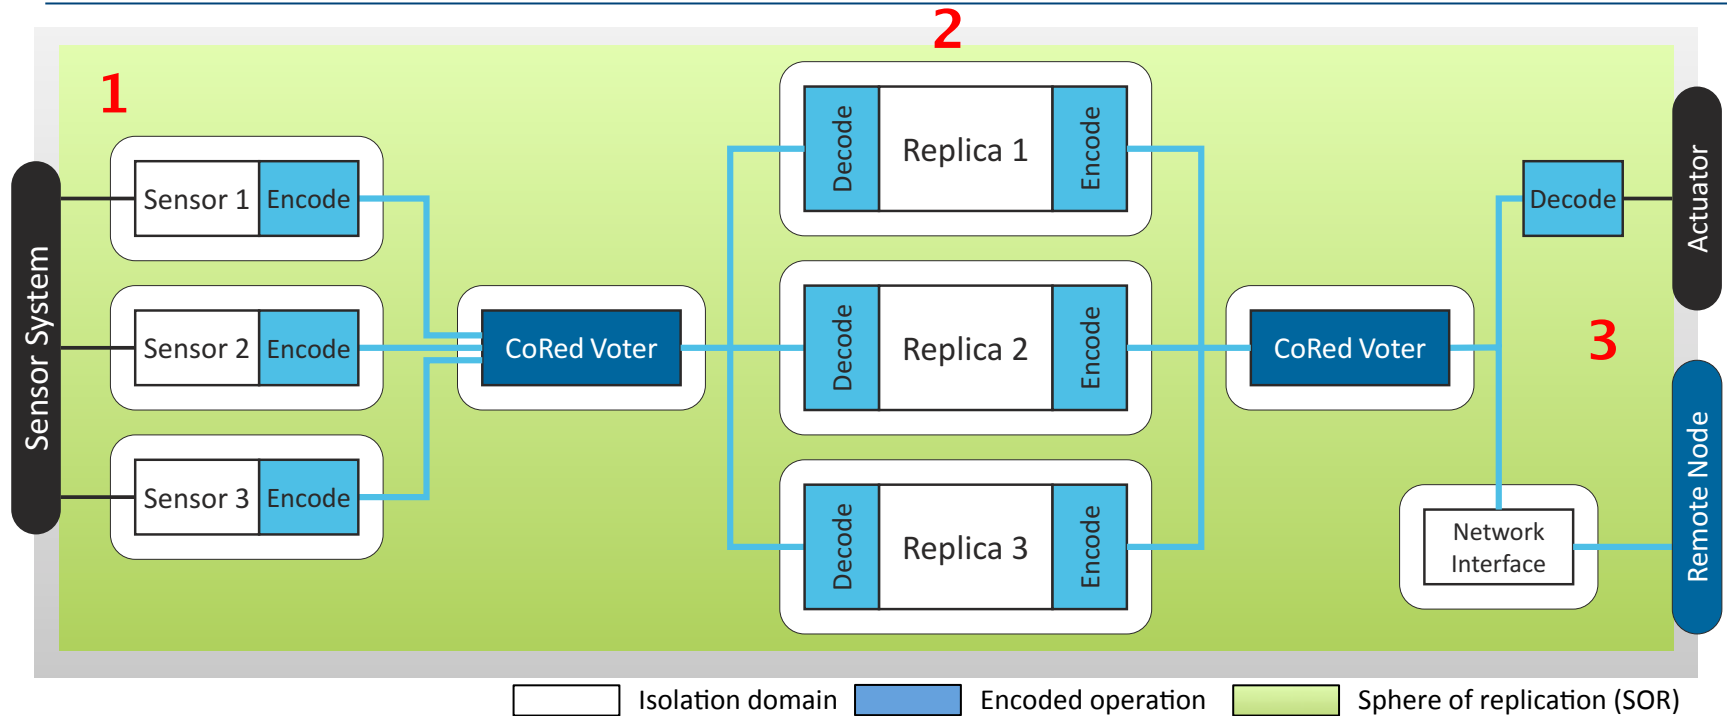 1
2
3
Sensor System
Sensor 1
Encode
Sensor 2
Encode
Sensor 3
Encode
CoRed Voter
Decode
Replica 1
Encode
Decode
Replica 2
Encode
Decode
Replica 3
Encode
CoRed Voter
Decode
Actuator
Network
Interface
Remote Node
Isolation domain
Encoded operation
Sphere of replication (SOR)